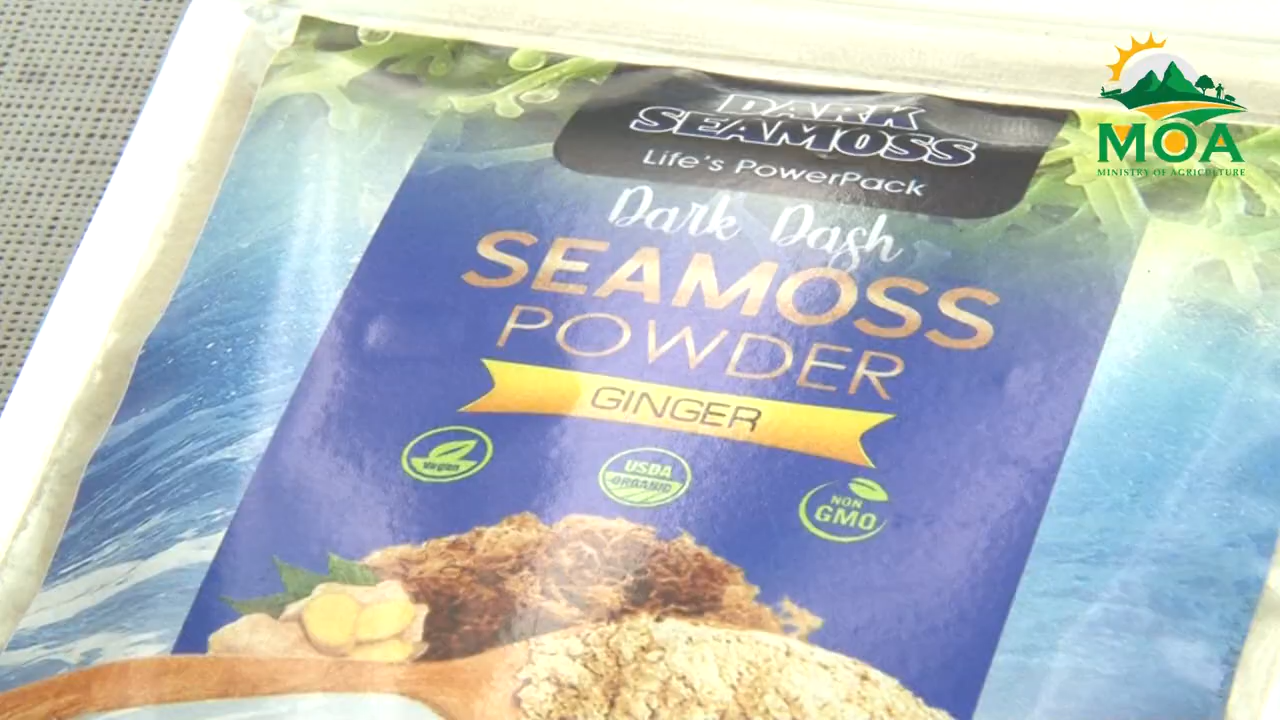 DARK
SEAMOSS
Life's PowerPack
Dark Dash
SEAMOSS
POWDER
GINGER
Vegan
USDA
ORGANIC
NON
GMO
MOA
MINISTRY OF AGRICULTURE